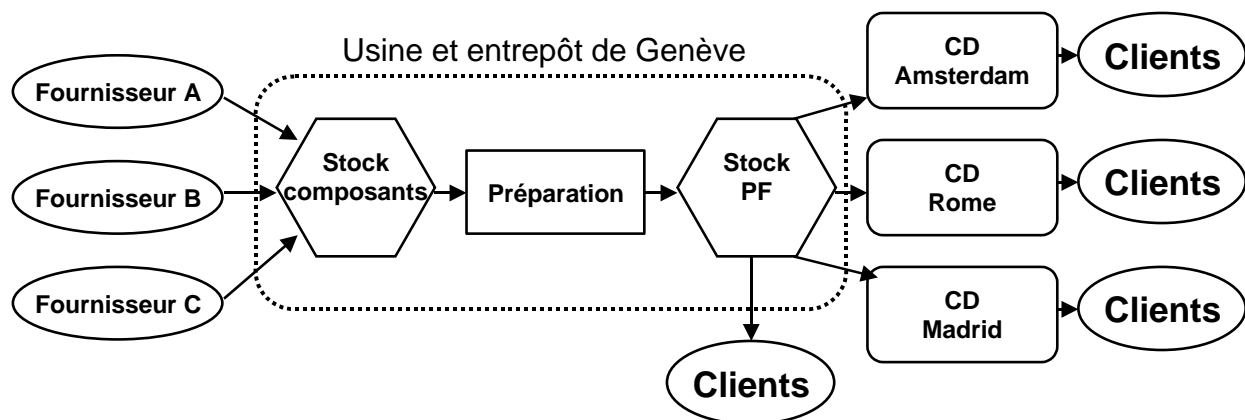 Usine et entrepôt de Genève
Fournisseur A
Fournisseur B
Fournisseur C
Stock
composants
Préparation
Stock
PF
CD
Amsterdam
Clients
CD
Rome
Clients
CD
Madrid
Clients
Clients